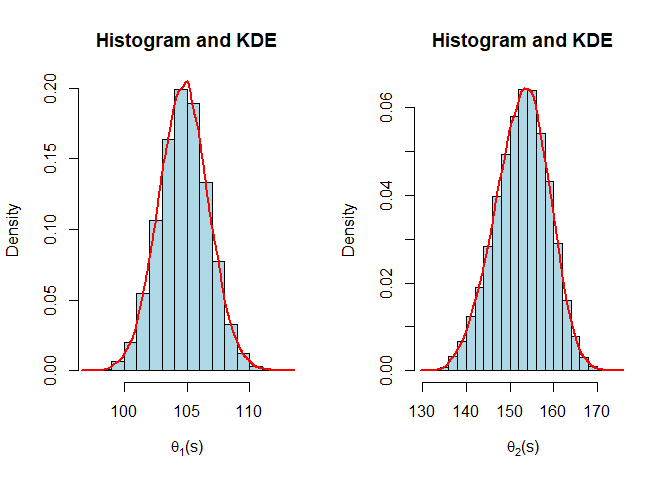 Histogram and KDE
Density
0.00 0.05 0.10 0.15 0.20
100 105 110
θ1(s)
Histogram and KDE
Density
0.00 0.02 0.04 0.06
130 140 150 160 170
θ2(s)